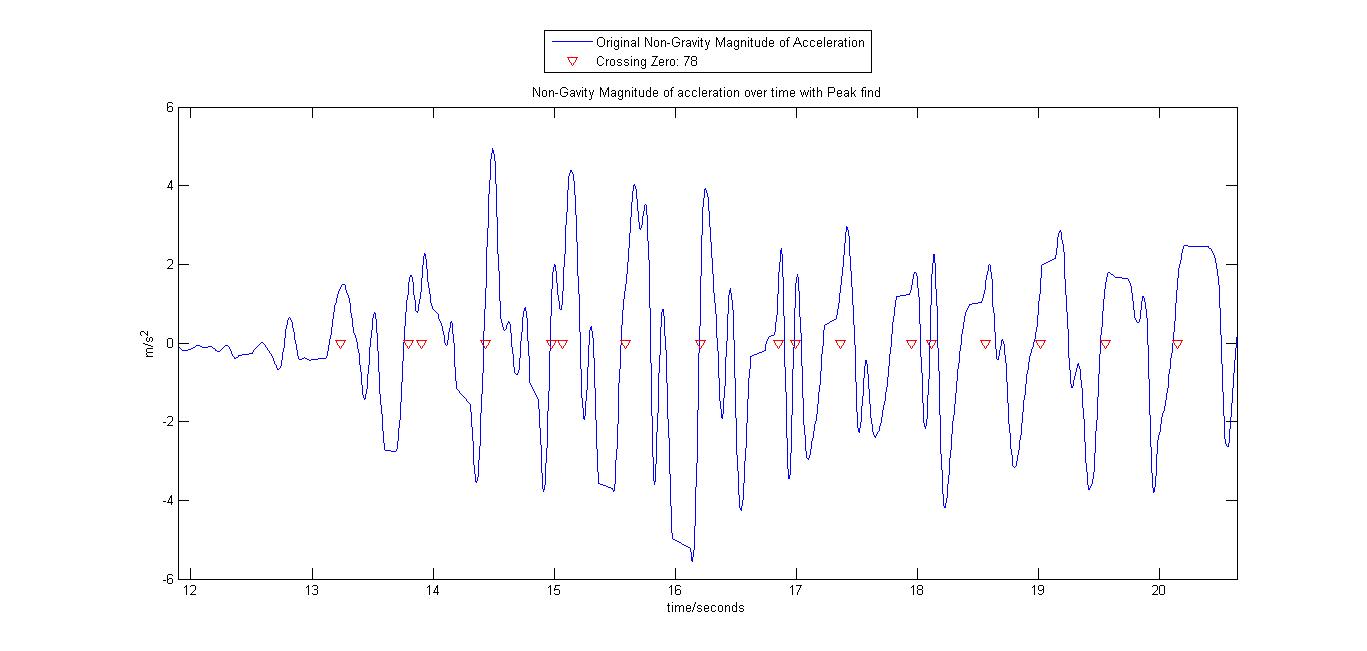 Original Non-Gravity Magnitude of Acceleration
Crossing Zero: 78
Non-Gavity Magnitude of accleration over time with Peak find
6
4
2
0
-2
-4
-6
m/s²
12 13 14 15 16 17 18 19 20
time/seconds